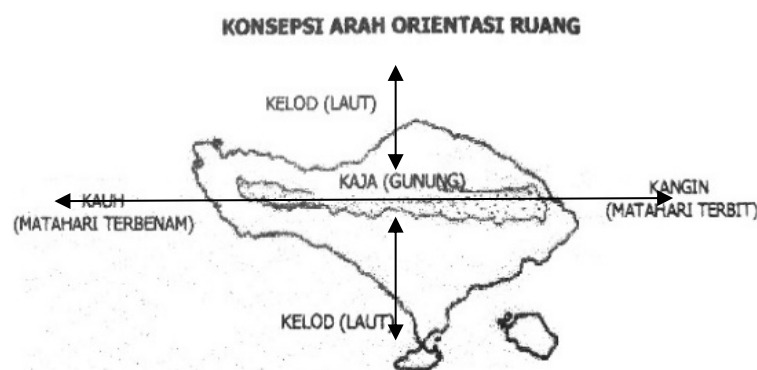 KONSEPSI ARAH ORIENTASI RUANG
KELOD (LAUT)
KAJA (GUNUNG)
KAUH
(MATAHARI TERBENAM)
KANGIN
(MATAHARI TERBIT)
KELOD (LAUT)